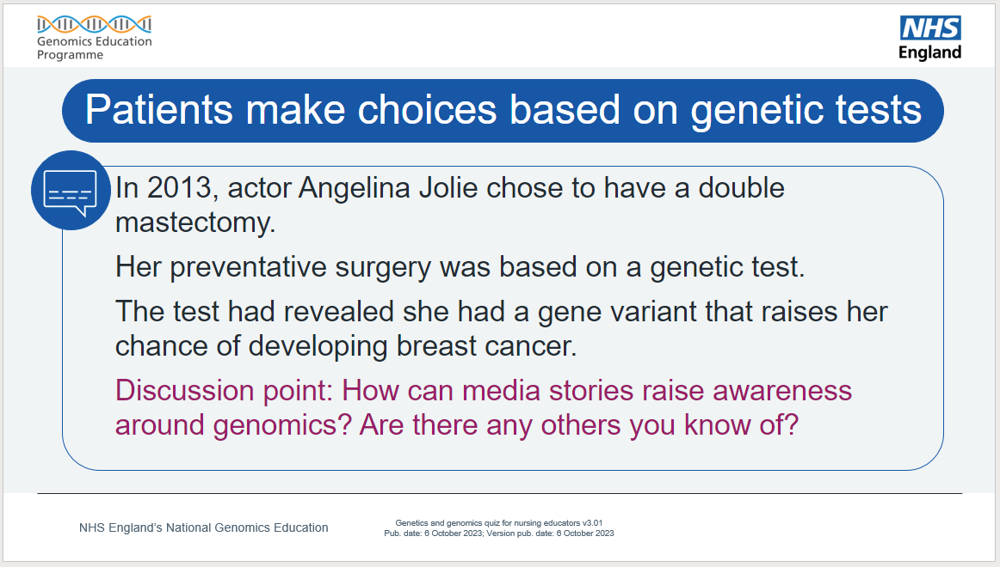 Genomics Education
Programme
NHS
England
Patients make choices based on genetic tests
In 2013, actor Angelina Jolie chose to have a double
mastectomy.
Her preventative surgery was based on a genetic test.
The test had revealed she had a gene variant that raises her
chance of developing breast cancer.
Discussion point: How can media stories raise awareness
around genomics? Are there any others you know of?
NHS England’s National Genomics Education
Genetics and genomics quiz for nursing educators v3.01
Pub. date: 6 October 2023; Version pub. date: 6 October 2023